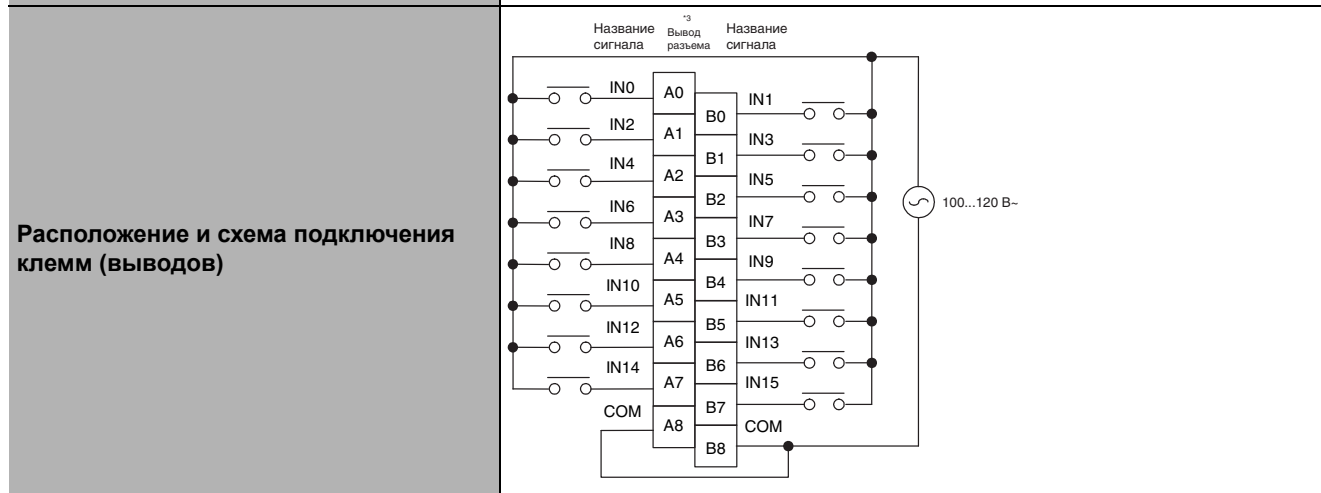 Расположение и схема подключения
клемм (выводов)
Название
сигнала
*3
Вывод
разъема
Название
сигнала
IN0
A0
IN1
B0
IN2
A1
IN3
B1
IN4
A2
IN5
B2
IN6
A3
IN7
B3
IN8
A4
IN9
B4
IN10
A5
IN11
B5
IN12
A6
IN13
B6
IN14
A7
IN15
B7
COM
A8
COM
B8
100...120 В~